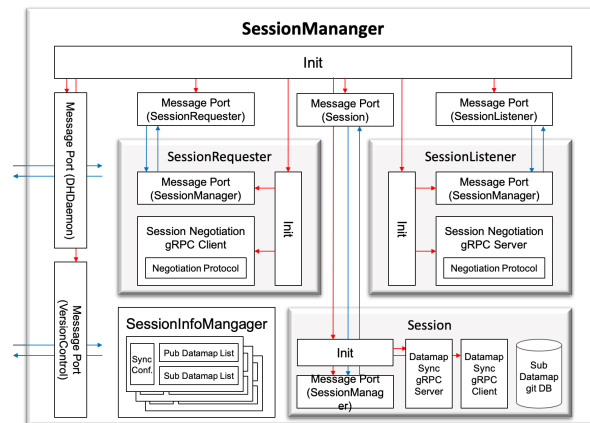 SessionMananger
Init
Message Port (DHDaemon)
Message Port
(SessionRequester)
Message Port
(Session)
Message Port
(SessionListener)
SessionRequester
Message Port
(SessionManager)
Init
Session Negotiation
gRPC Client
Negotiation Protocol
SessionListener
Init
Message Port
(SessionManager)
Session Negotiation
gRPC Server
Negotiation Protocol
Message Port
(VersionControl)
SessionInfoMangager
Sync
Conf.
Pub Datamap List
Sub Datamap List
Session
Init
Message Port
(SessionManag
er)
Datamap
Sync
gRPC
Server
Datamap
Sync
gRPC
Client
Sub
Datamap
git DB